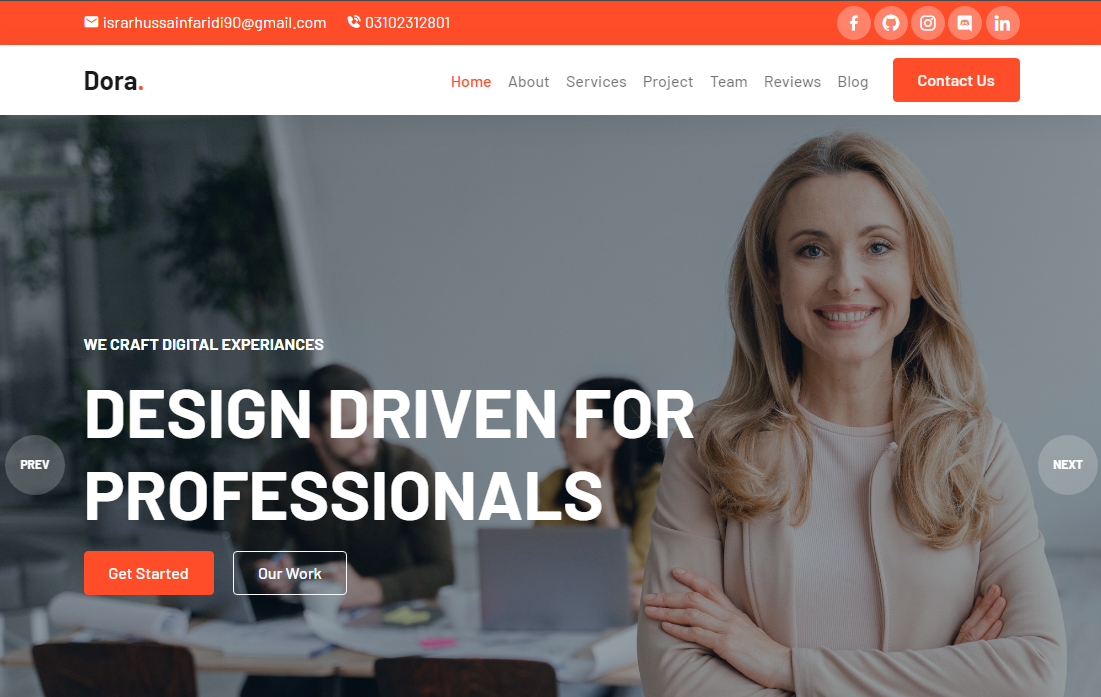 israrhussainfaridi90@gmail.com 03102312801
Dora.
Home About Services Project Team Reviews Blog Contact Us
WE CRAFT DIGITAL EXPERIANCES
DESIGN DRIVEN FOR
PROFESSIONALS
PREV
NEXT
Get Started Our Work